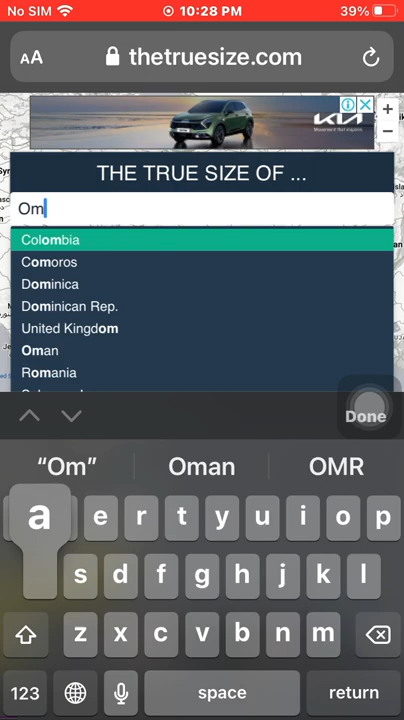 No SIM 10:28 PM 39%
AA thetruesize.com
KIA
THE TRUE SIZE OF ...
Om
Colombia
Comoros
Dominica
Dominican Rep.
United Kingdom
Oman
Romania
Done
“Om” Oman OMR
a e r t y u i o p
s d f g h j k l
z x c v b n m
123 space return